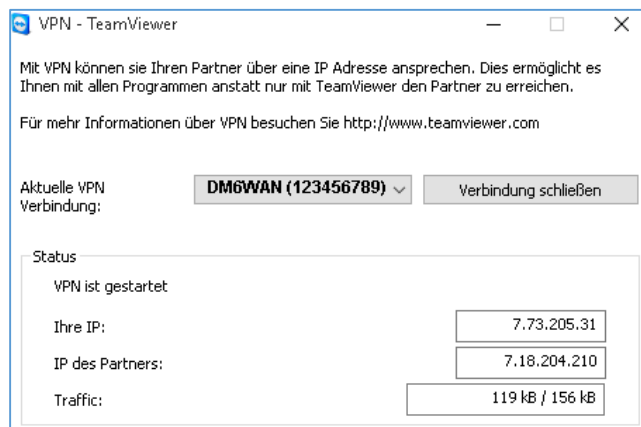 VPN - TeamViewer
Mit VPN können sie Ihren Partner über eine IP Adresse ansprechen. Dies ermöglicht es
Ihnen mit allen Programmen anstatt nur mit TeamViewer den Partner zu erreichen.
Für mehr Informationen über VPN besuchen Sie http://www.teamviewer.com
Aktuelle VPN
Verbindung:
DM6WAN (123456789)
Verbindung schließen
Status
VPN ist gestartet
Ihre IP: 7.73.205.31
IP des Partners: 7.18.204.210
Traffic: 119 kB / 156 kB